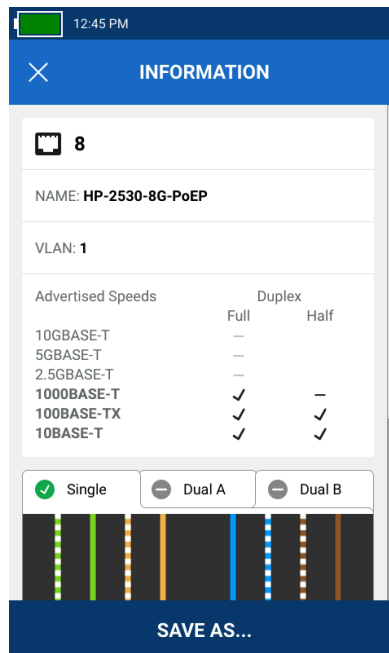 12:45 PM
INFORMATION
8
NAME: HP-2530-8G-PoEP
VLAN: 1
Advertised Speeds Duplex
Full Half
10GBASE-T —
5GBASE-T —
2.5GBASE-T —
1000BASE-T ✓ —
100BASE-TX ✓ ✓
10BASE-T ✓ ✓
Single Dual A Dual B
SAVE AS...